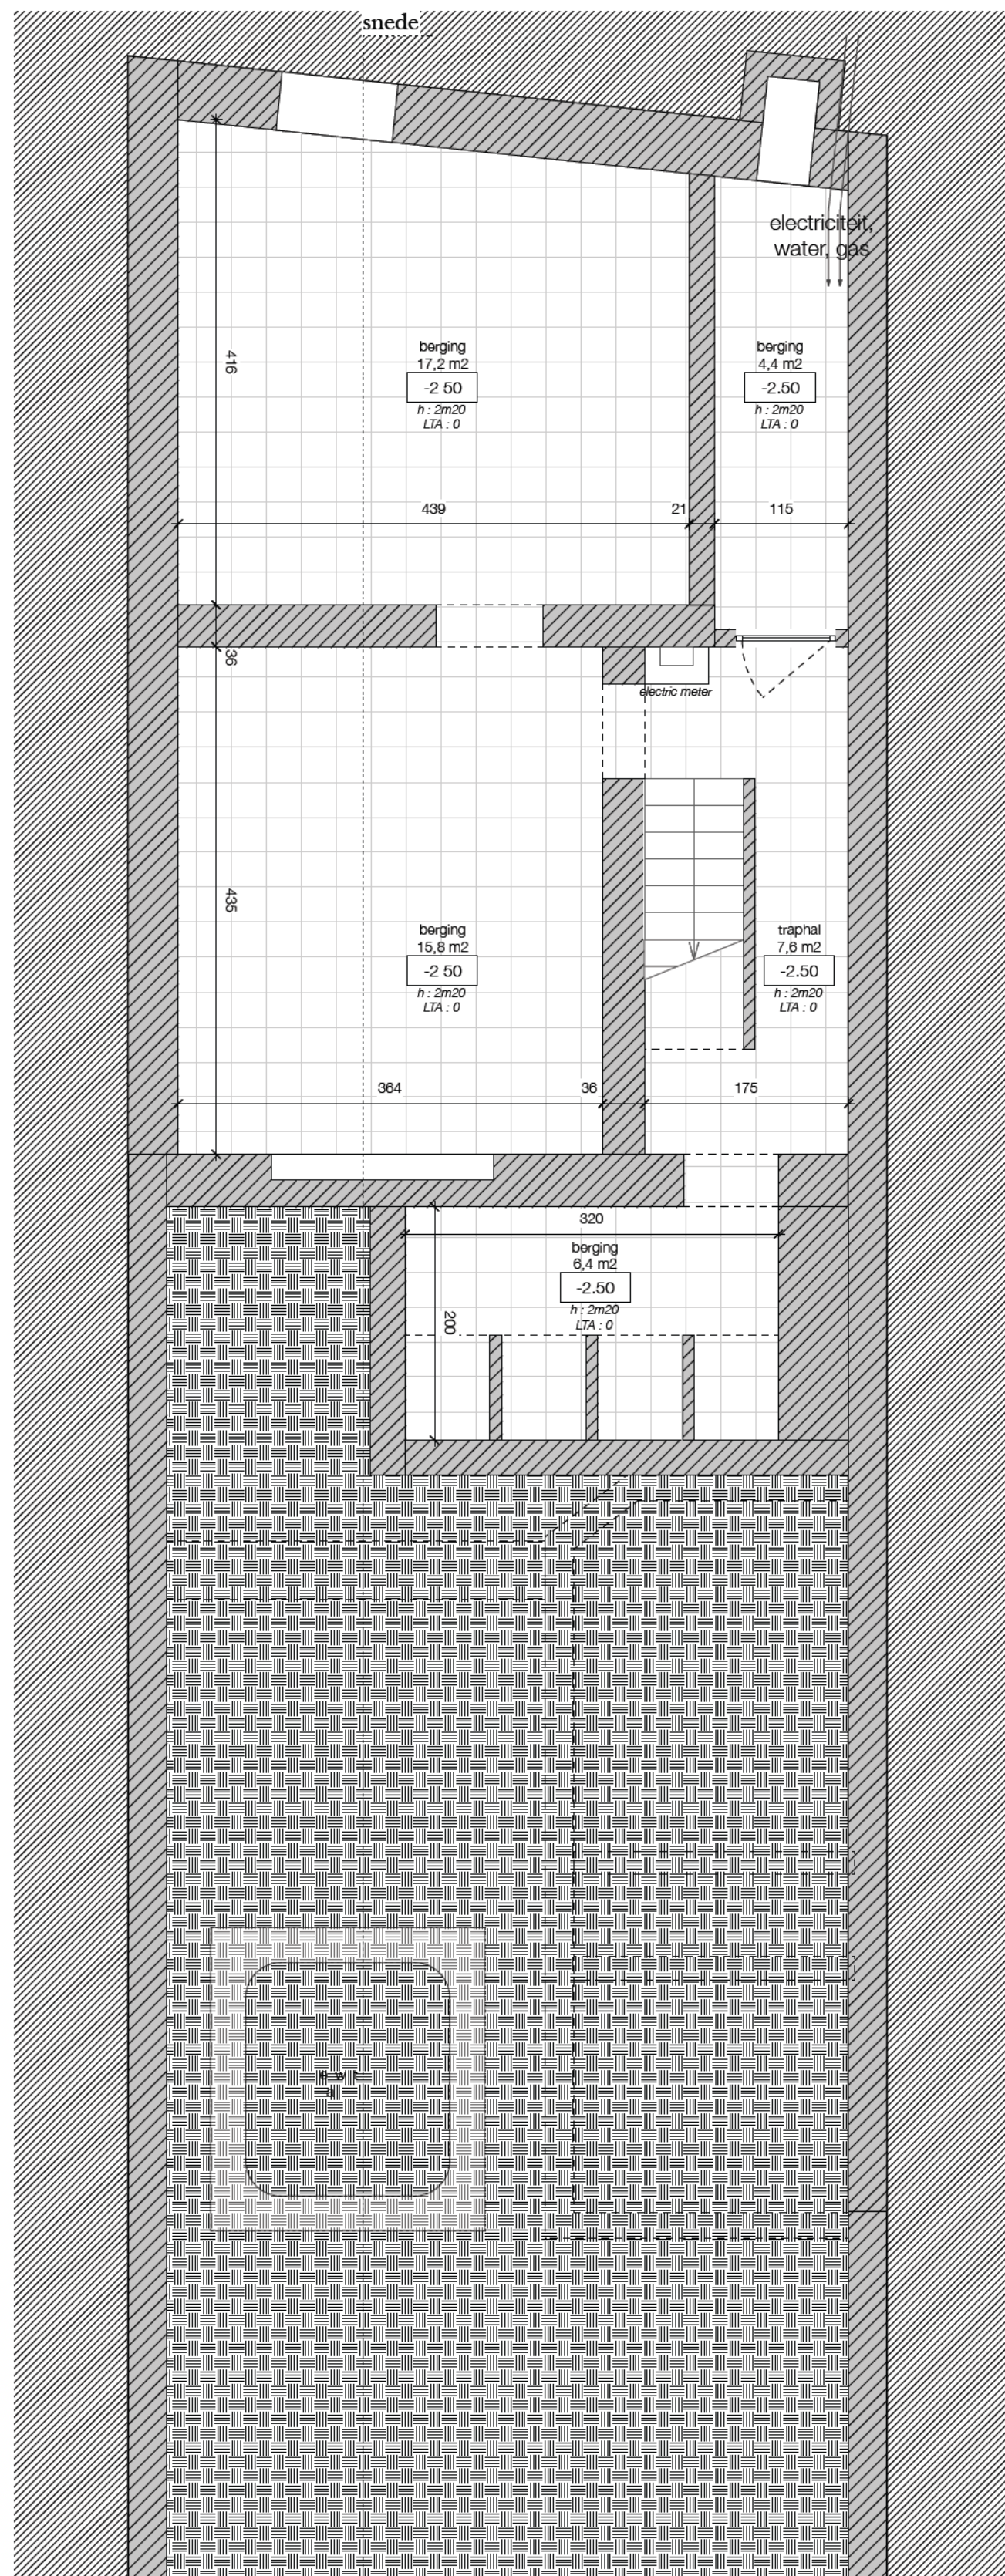 snede
electriciteit,
water, gas
416
berging
17,2 m2
-2 50
h : 2m20
LTA : 0
berging
4,4 m2
-2.50
h : 2m20
LTA : 0
439
21
115
36
electric meter
435
berging
15,8 m2
-2 50
h : 2m20
LTA : 0
traphal
7,6 m2
-2.50
h : 2m20
LTA : 0
364
36
175
320
berging
6,4 m2
-2.50
h : 2m20
LTA : 0
200